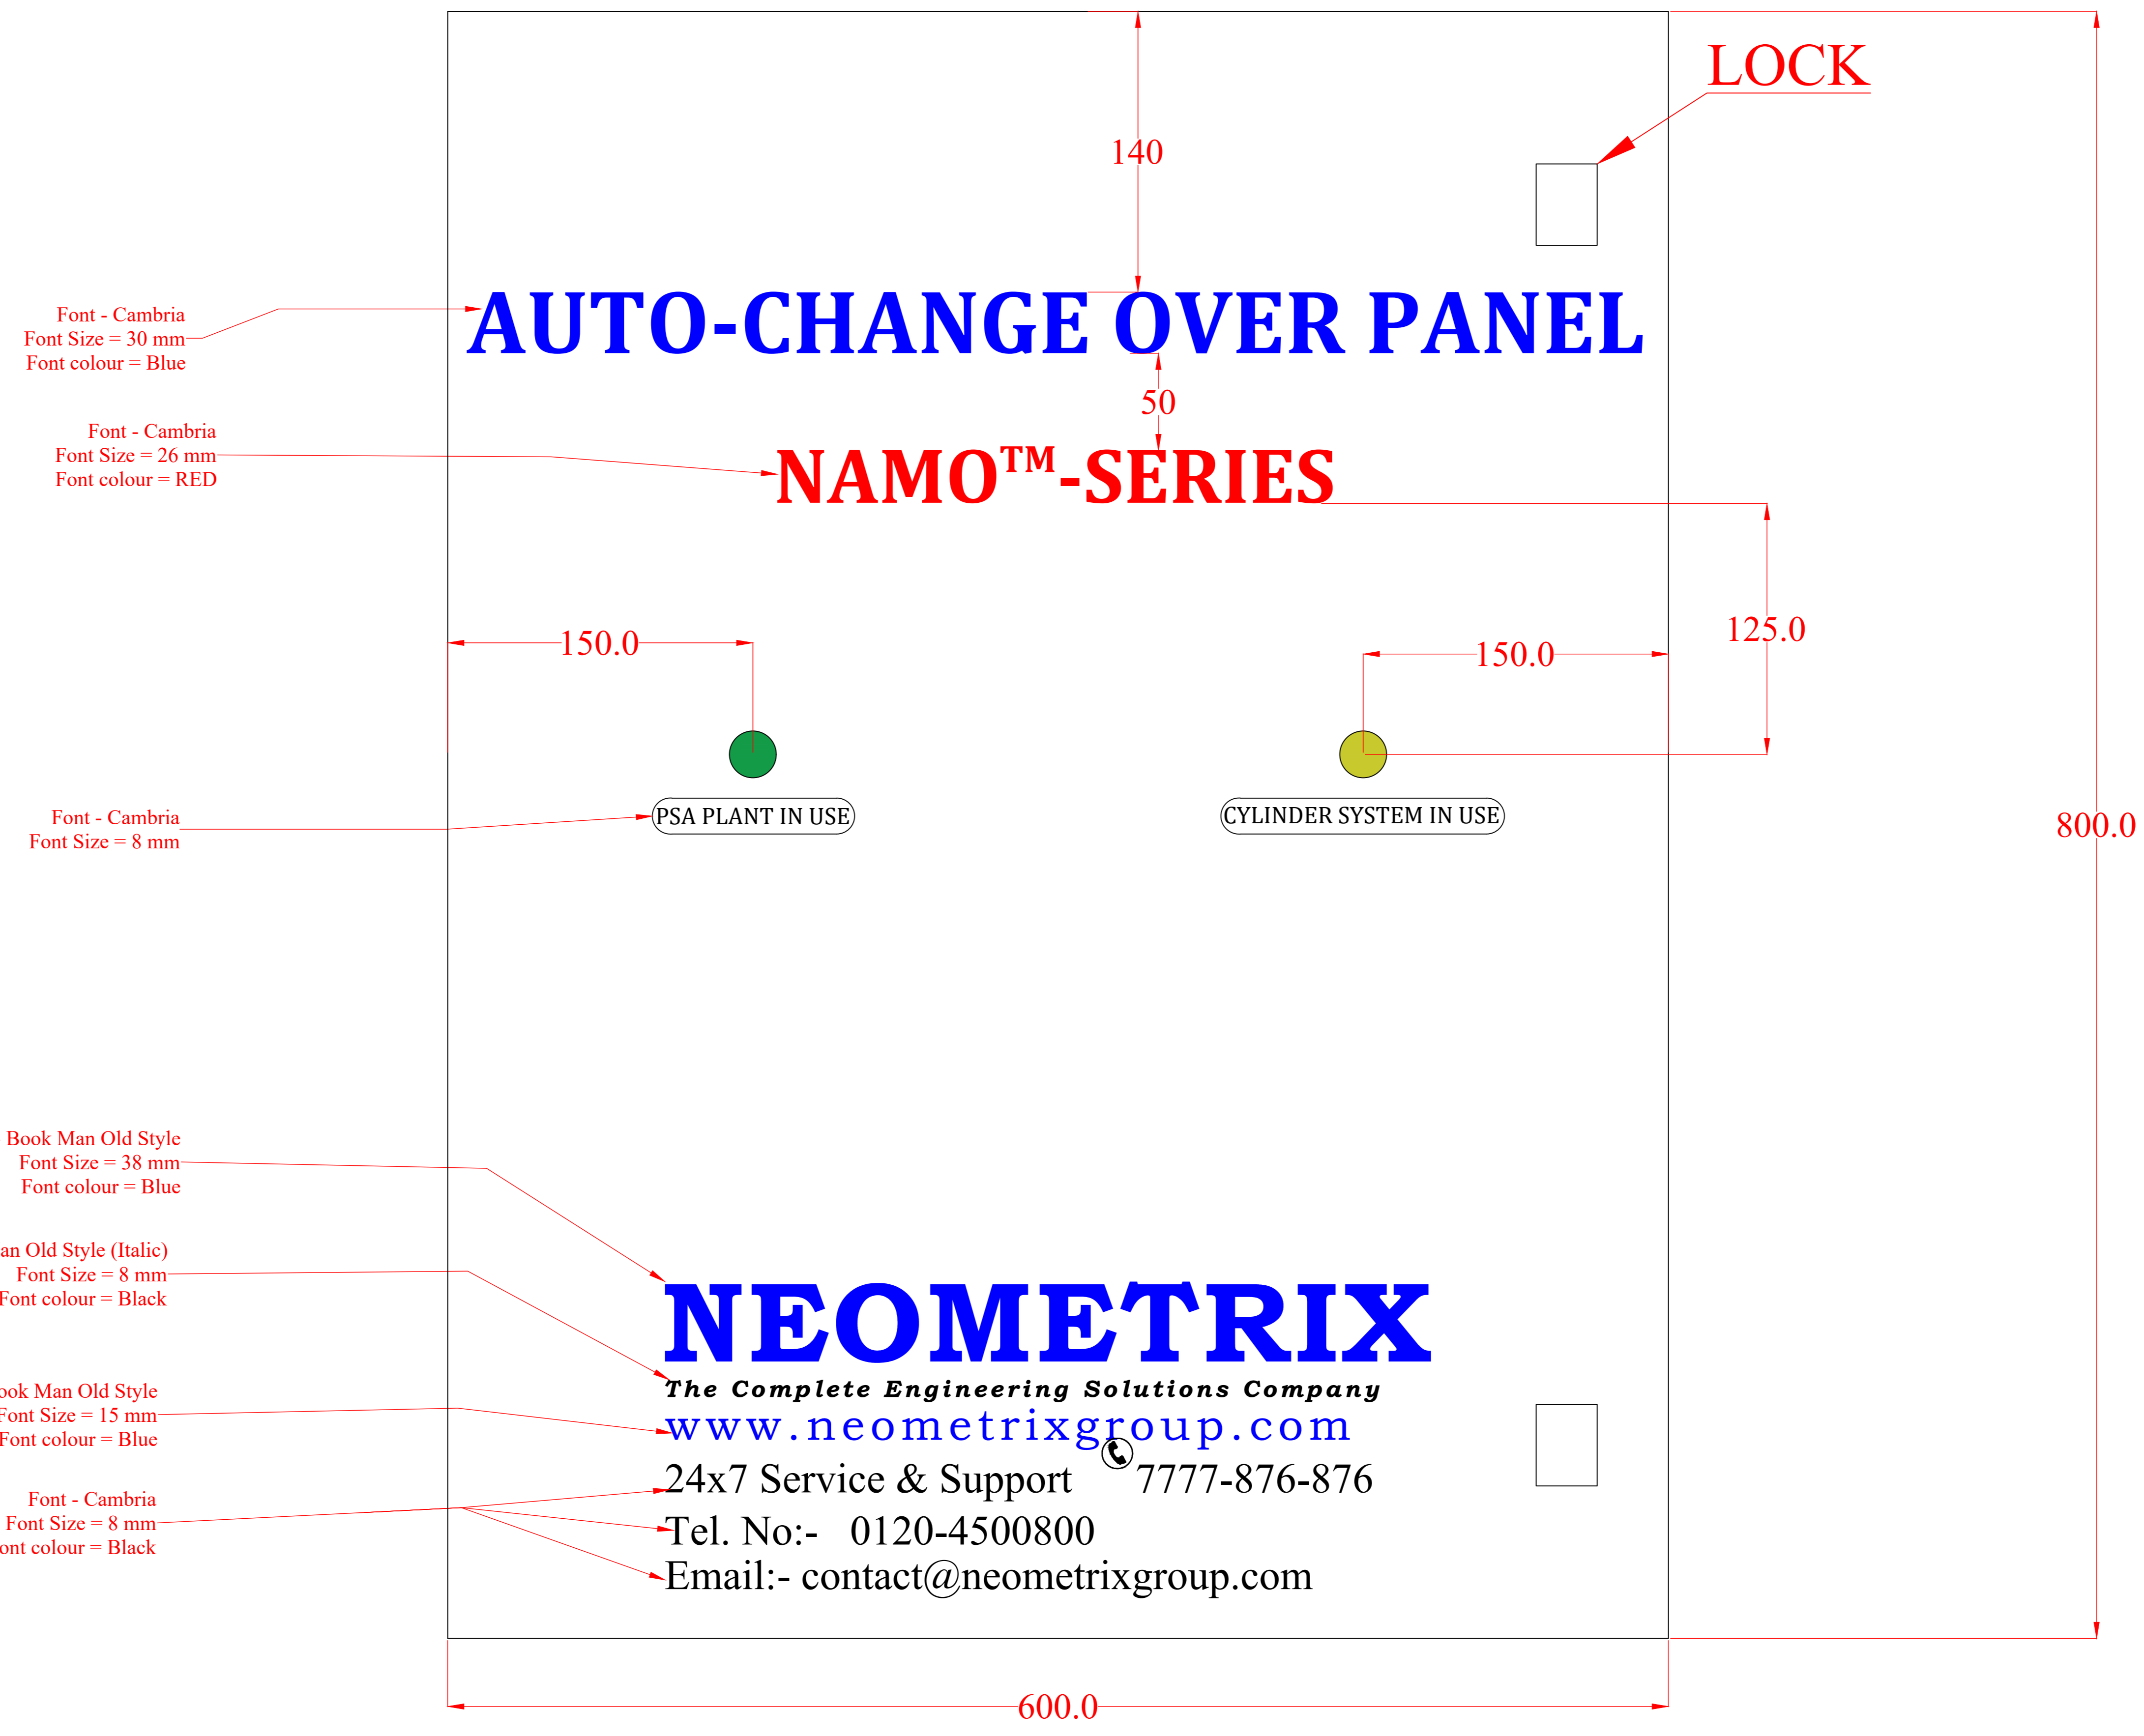 LOCK
140
Font - Cambria
Font Size = 30 mm
Font colour = Blue
AUTO-CHANGE OVER PANEL
50
Font - Cambria
Font Size = 26 mm
Font colour = RED
NAMO™-SERIES
150.0
150.0
125.0
PSA PLANT IN USE
CYLINDER SYSTEM IN USE
Font - Cambria
Font Size = 8 mm
800.0
Book Man Old Style
Font Size = 38 mm
Font colour = Blue
an Old Style (Italic)
Font Size = 8 mm
Font colour = Black
NEOMETRIX
The Complete Engineering Solutions Company
ook Man Old Style
Font Size = 15 mm
Font colour = Blue
www.neometrixgroup.com
24x7 Service & Support 7777-876-876
Font - Cambria
Font Size = 8 mm
ont colour = Black
Tel. No:- 0120-4500800
Email:- contact@neometrixgroup.com
600.0